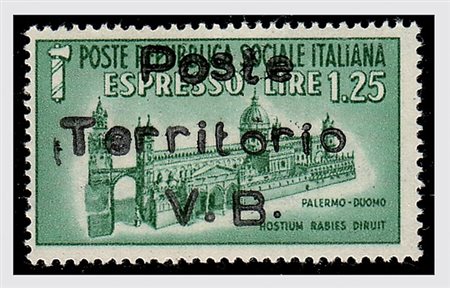 POSTE REPUBBLICA SOCIALE ITALIANA
ESPRESSO LIRE 1.25
Poste
Territorio
V.B.
PALERMO-DUOMO
HOSTIUM RABIES DIRUIT